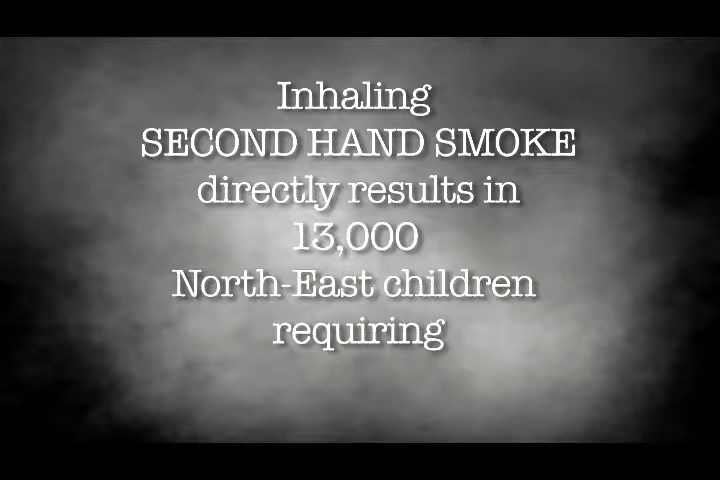 Inhaling
SECOND HAND SMOKE
directly results in
13,000
North-East children
requiring